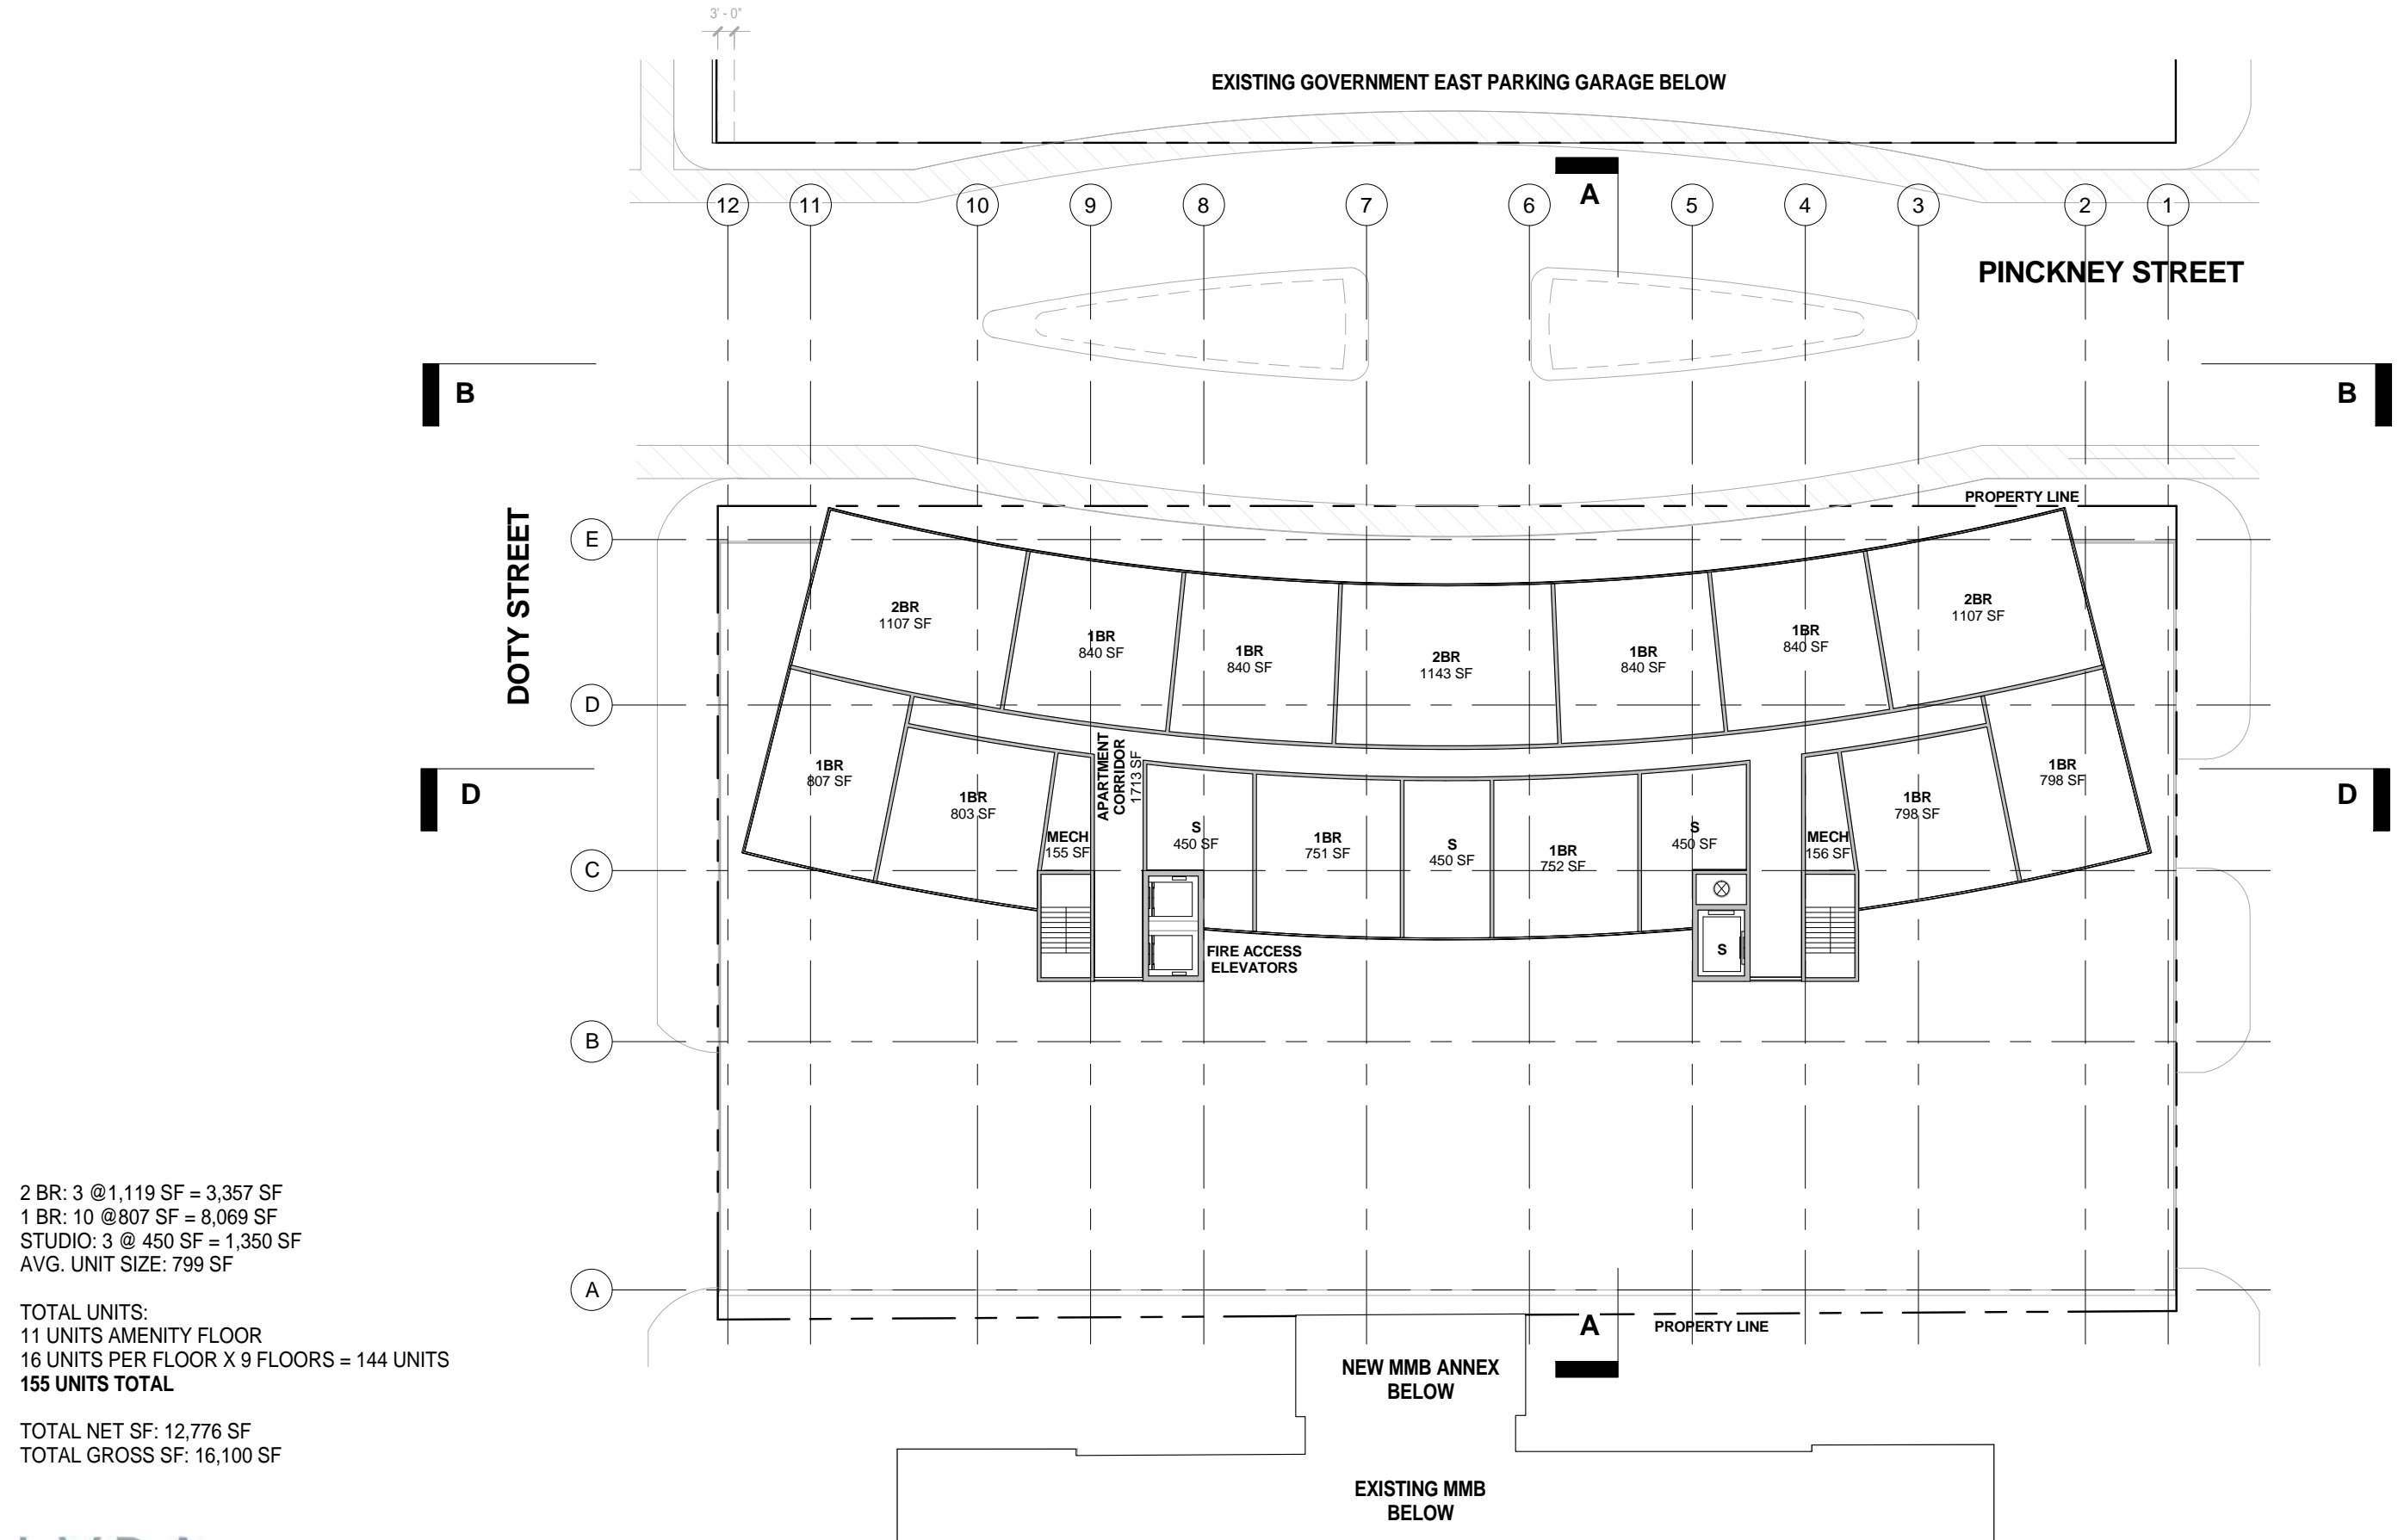 3' - 0"
EXISTING GOVERNMENT EAST PARKING GARAGE BELOW
A
12
11
10
9
8
7
6
5
4
3
2
1
PINCKNEY STREET
B
B
PROPERTY LINE
DOTY STREET
E
D
C
B
A
2BR
1107 SF
1BR
840 SF
1BR
840 SF
2BR
1143 SF
1BR
840 SF
1BR
840 SF
2BR
1107 SF
D
D
1BR
807 SF
1BR
803 SF
MECH
155 SF
APARTMENT
CORRIDOR
1713 SF
S
450 SF
1BR
751 SF
S
450 SF
1BR
752 SF
S
450 SF
MECH
156 SF
1BR
798 SF
1BR
798 SF
FIRE ACCESS
ELEVATORS
S
2 BR: 3 @1,119 SF = 3,357 SF
1 BR: 10 @807 SF = 8,069 SF
STUDIO: 3 @ 450 SF = 1,350 SF
AVG. UNIT SIZE: 799 SF
TOTAL UNITS:
11 UNITS AMENITY FLOOR
16 UNITS PER FLOOR X 9 FLOORS = 144 UNITS
155 UNITS TOTAL
TOTAL NET SF: 12,776 SF
TOTAL GROSS SF: 16,100 SF
A
PROPERTY LINE
NEW MMB ANNEX
BELOW
EXISTING MMB
BELOW